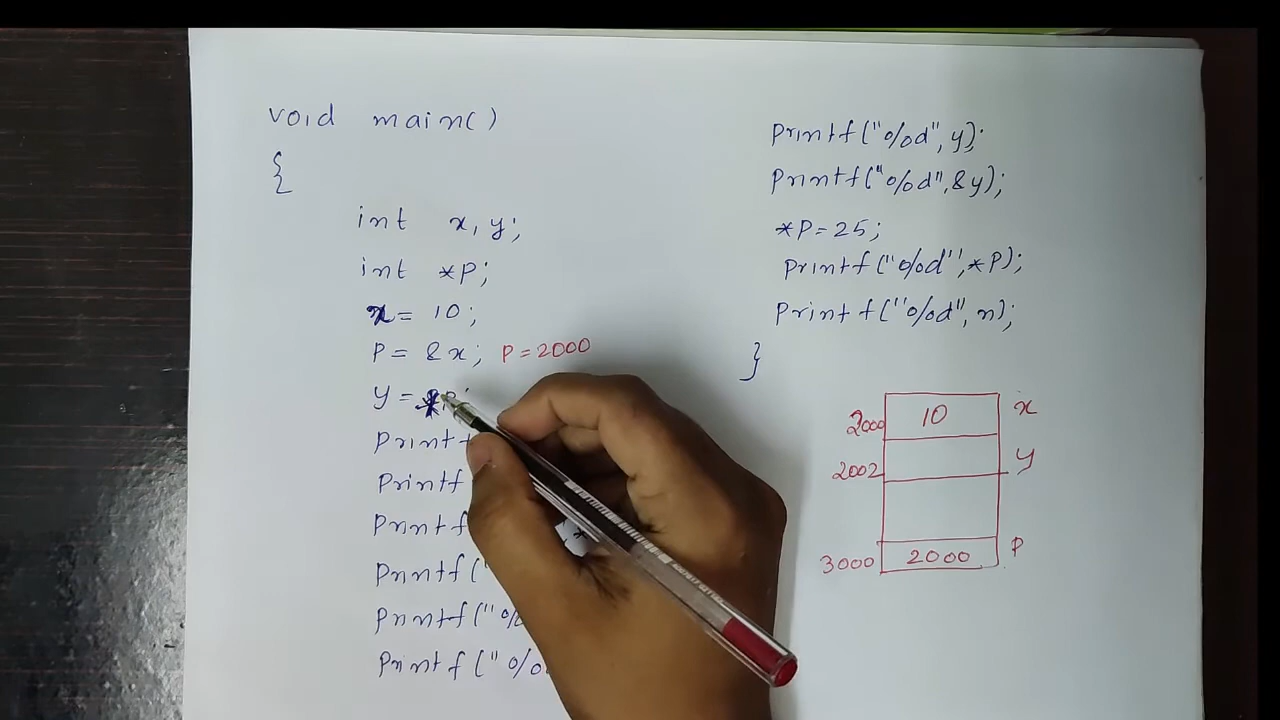 void main()
{
int x, y;
int *P;
x = 10;
P = &x; P = 2000
y = *P;
Printf
Printf
Printf
Printf("
Printf("%
Printf("%
Printf("%d", y);
Printf("%d", &y);
*P = 25;
Printf("%d", *P);
Printf("%d", n);
}
2000 10 x
2002 y
3000 2000 P